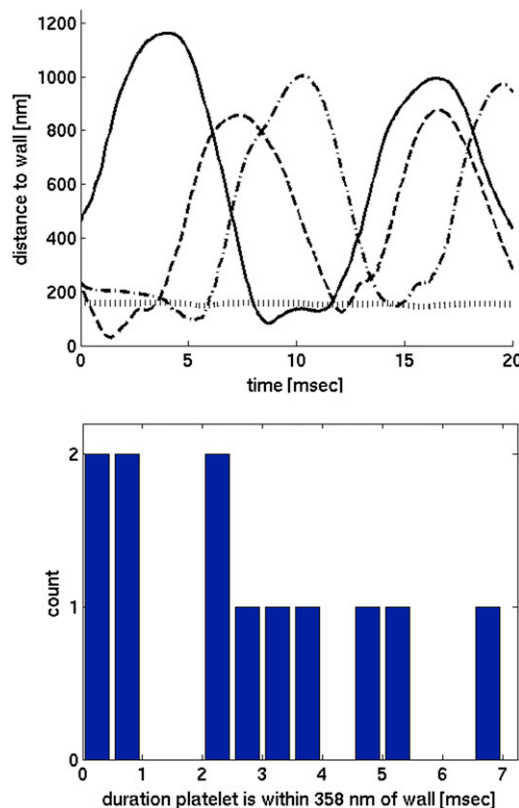 1200
1000
800
600
400
200
0
distance to wall [nm]
0 5 10 15 20
time [msec]
2
1
0
count
0 1 2 3 4 5 6 7
duration platelet is within 358 nm of wall [msec]